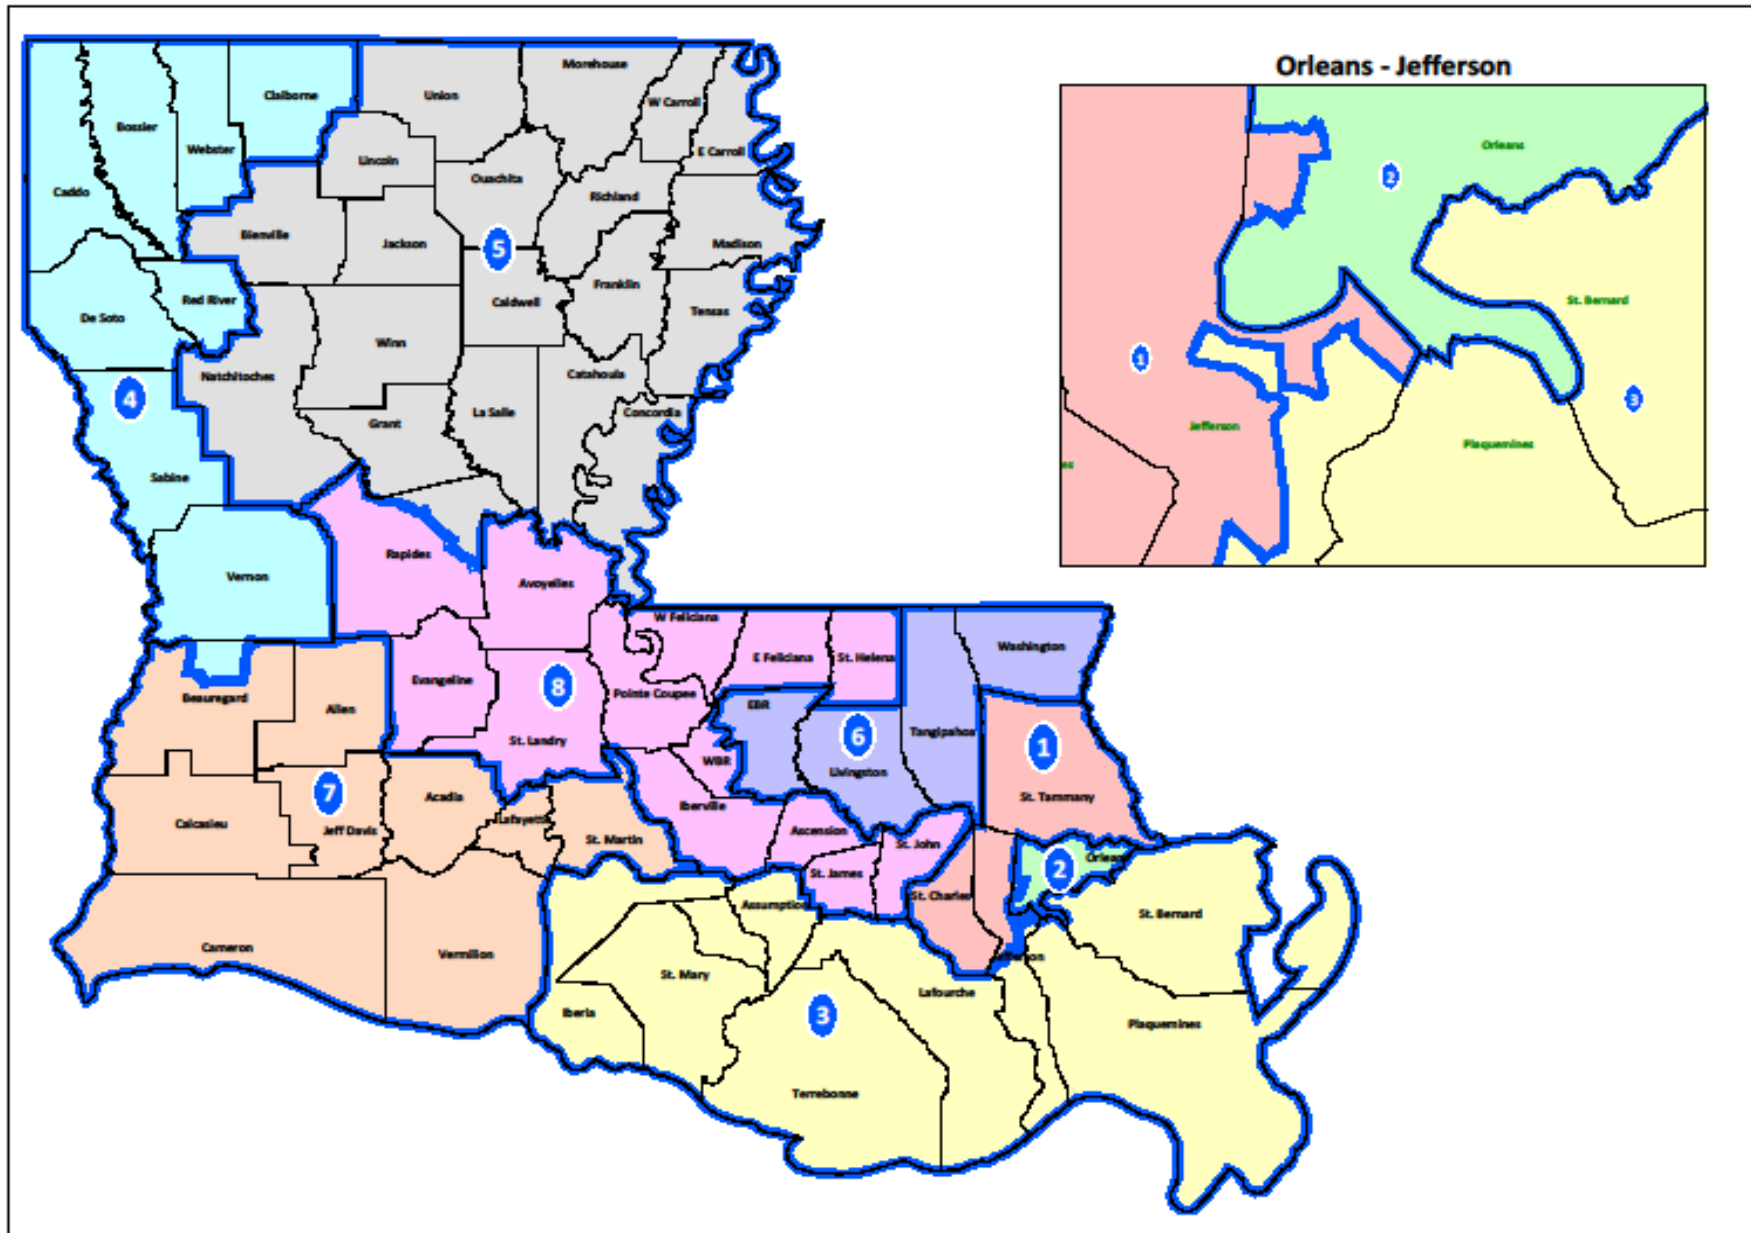 Orleans - Jefferson
Morehouse
Union
Claiborne
W Carroll
Bossier
Webster
E Carroll
Lincoln
Ouachita
Caddo
Richland
Bienville
Jackson
Madison
5
Franklin
Red River
Caldwell
De Soto
Tensas
Winn
Natchitoches
Catahoula
4
La Salle
Concordia
Grant
Sabine
Rapides
Vernon
Avoyelles
W Feliciana
Washington
E Feliciana
St. Helena
Evangeline
8
Pointe Coupee
Beauregard
EBR
Allen
Tangipahoa
6
1
St. Landry
WBR
Livingston
7
Acadia
St. Tammany
Iberville
Calcasieu
Lafayette
Jeff Davis
Ascension
St. Martin
St. John
Orleans
2
St. James
St. Charles
Assumption
St. Bernard
Cameron
Vermilion
Jefferson
St. Mary
Lafourche
Iberia
3
Plaquemines
Terrebonne
Orleans
2
St. Bernard
1
3
Jefferson
Plaquemines
es